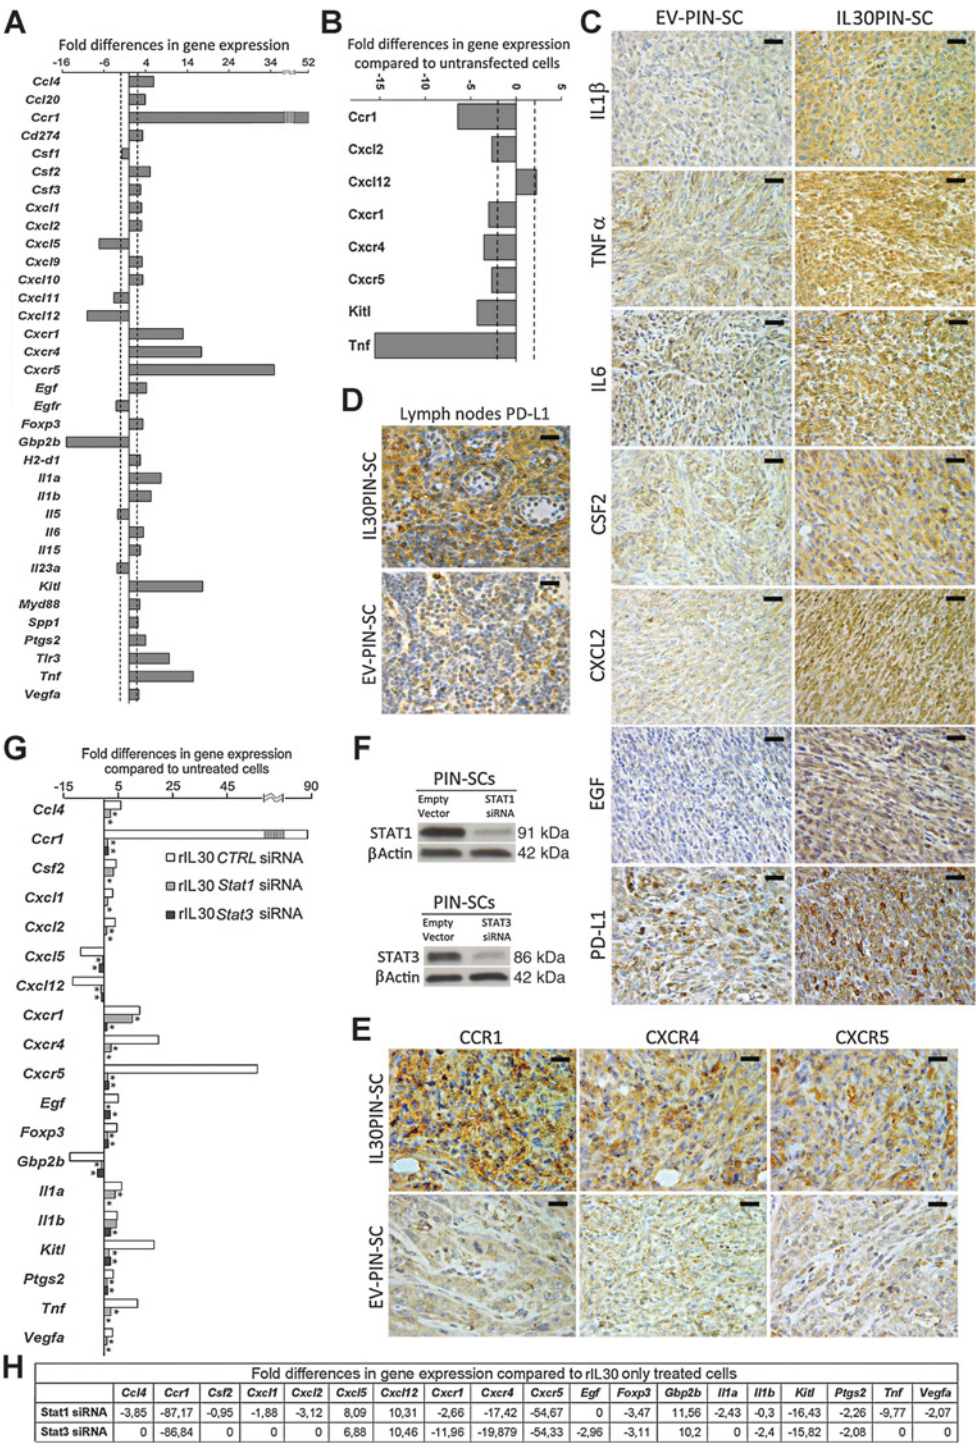 A
Fold differences in gene expression
-16 -6 4 14 24 34 52
Ccl4
Ccl20
Ccr1
Cd274
Csf1
Csf2
Csf3
Cxcl1
Cxcl2
Cxcl5
Cxcl9
Cxcl10
Cxcl11
Cxcl12
Cxcr1
Cxcr4
Cxcr5
Egf
Egfr
Foxp3
Gbp2b
H2-d1
Il1a
Il1b
Il5
Il6
Il15
Il23a
Kitl
Myd88
Spp1
Ptgs2
Tlr3
Tnf
Vegfa
B
Fold differences in gene expression
compared to untransfected cells
-15 -10 -5 0 5
Ccr1
Cxcl2
Cxcl12
Cxcr1
Cxcr4
Cxcr5
Kitl
Tnf
C
EV-PIN-SC IL30PIN-SC
IL1β
TNFα
IL6
CSF2
CXCL2
EGF
PD-L1
D
Lymph nodes PD-L1
IL30PIN-SC
EV-PIN-SC
E
CCR1 CXCR4 CXCR5
IL30PIN-SC
EV-PIN-SC
F
PIN-SCs
Empty Vector STAT1 siRNA
STAT1 91 kDa
βActin 42 kDa
PIN-SCs
Empty Vector STAT3 siRNA
STAT3 86 kDa
βActin 42 kDa
G
Fold differences in gene expression
compared to untreated cells
-15 5 25 45 90
Ccl4
Ccr1
Csf2
Cxcl1
Cxcl2
Cxcl5
Cxcl12
Cxcr1
Cxcr4
Cxcr5
Egf
Foxp3
Gbp2b
Il1a
Il1b
Kitl
Ptgs2
Tnf
Vegfa
rIL30 CTRL siRNA
rIL30 Stat1 siRNA
rIL30 Stat3 siRNA
H
Fold differences in gene expression compared to rIL30 only treated cells
Ccl4 Ccr1 Csf2 Cxcl1 Cxcl2 Cxcl5 Cxcl12 Cxcr1 Cxcr4 Cxcr5 Egf Foxp3 Gbp2b Il1a Il1b Kitl Ptgs2 Tnf Vegfa
Stat1 siRNA -3,85 -87,17 -0,95 -1,88 -3,12 8,09 10,31 -2,66 -17,42 -54,67 0 -3,47 11,56 -2,43 -0,3 -16,43 -2,26 -9,77 -2,07
Stat3 siRNA 0 -86,84 0 0 0 6,88 10,46 -11,96 -19,879 -54,33 -2,96 -3,11 10,2 0 -2,4 -15,82 -2,08 0 0